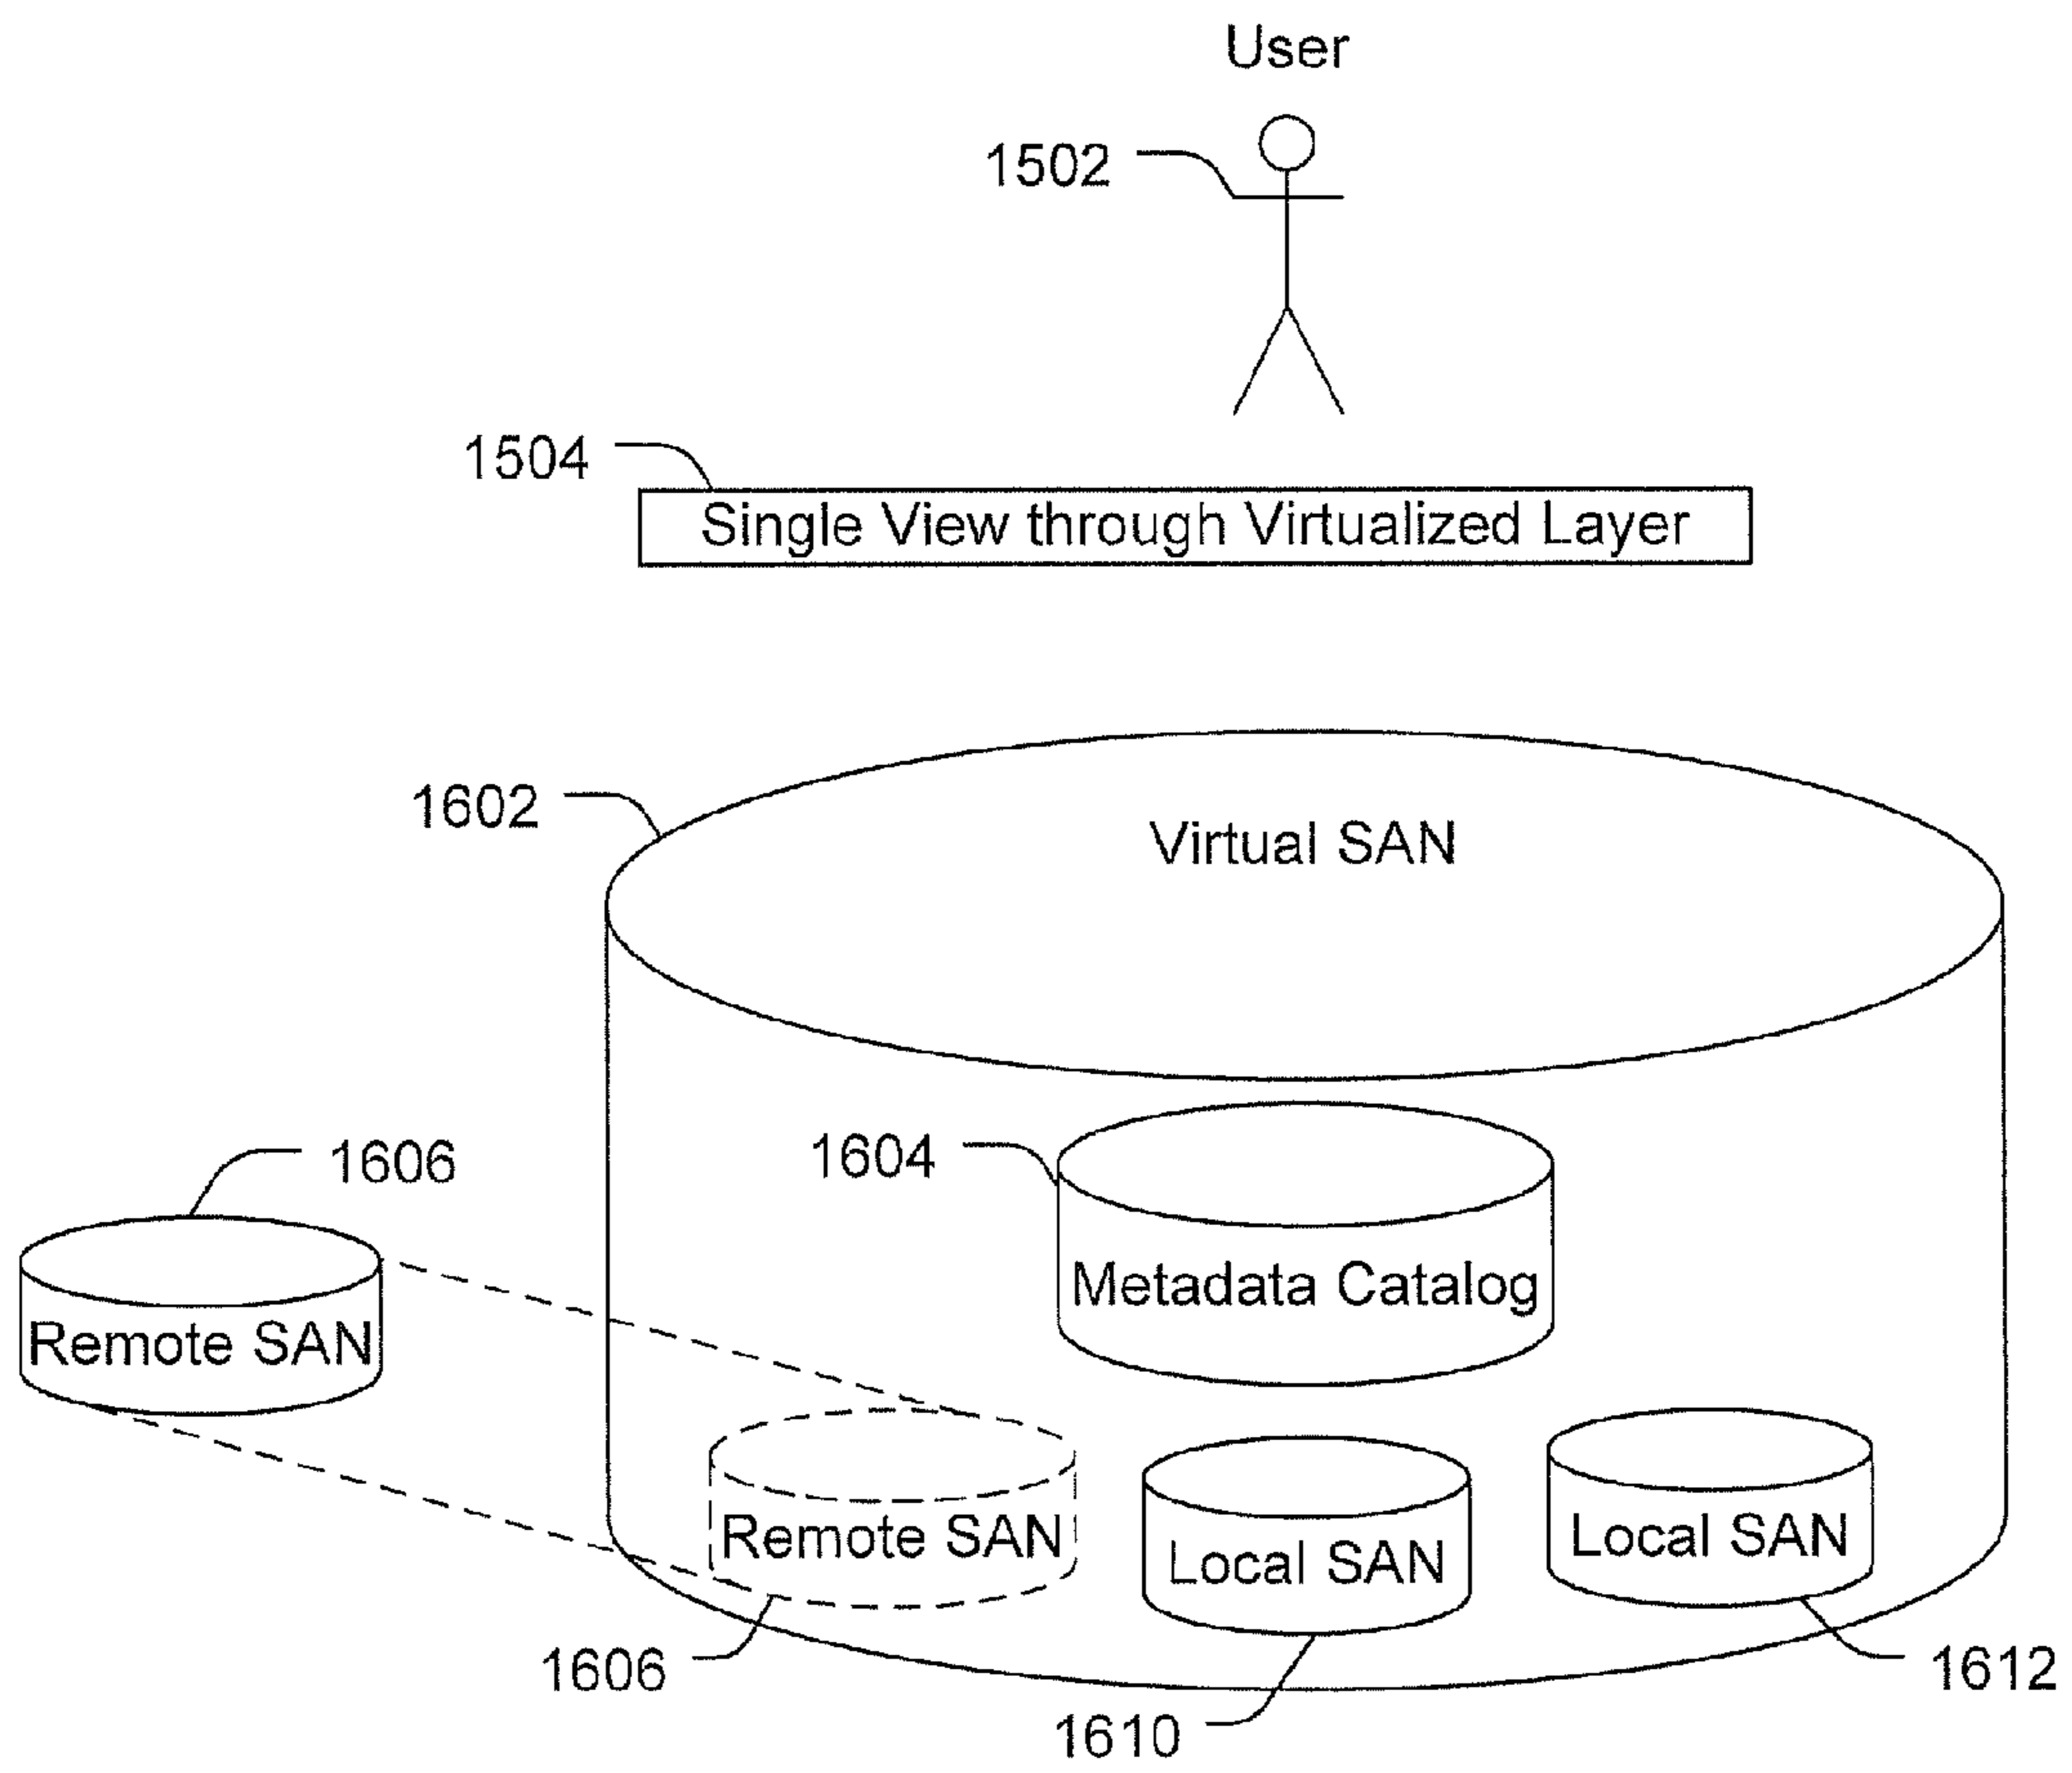 User
1502
1504
Single View through Virtualized Layer
1602
Virtual SAN
1606
1604
Metadata Catalog
Remote SAN
Remote SAN
Local SAN
Local SAN
1606
1610
1612